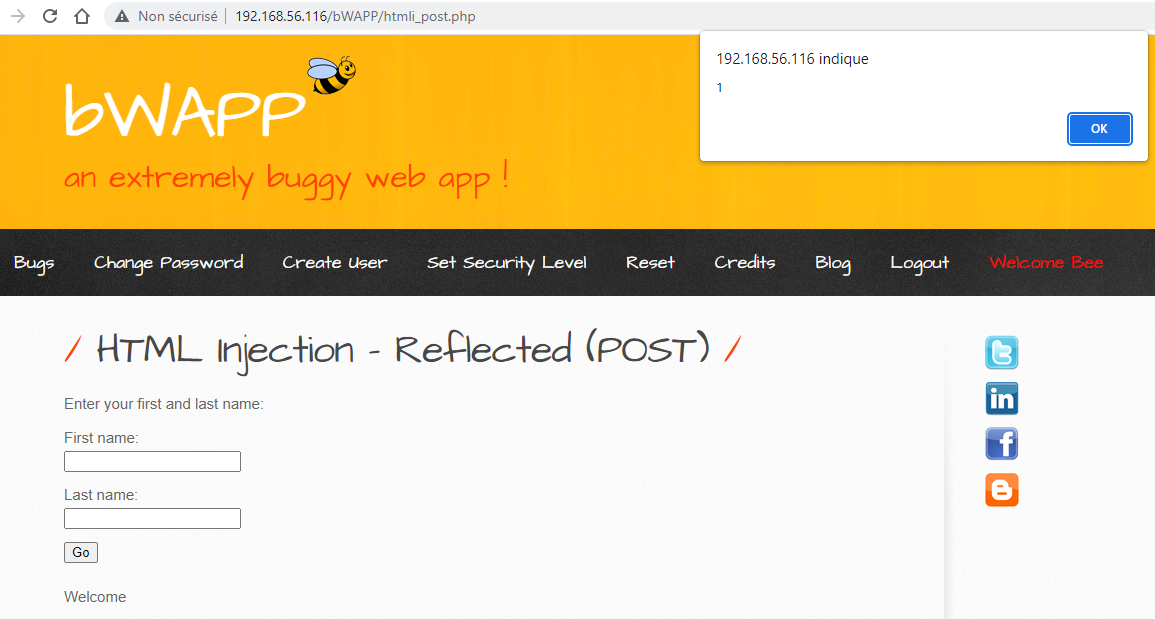 Non sécurisé | 192.168.56.116/bWAPP/htmli_post.php
192.168.56.116 indique
1
OK
bWAPP
an extremely buggy web app !
Bugs Change Password Create User Set Security Level Reset Credits Blog Logout Welcome Bee
/ HTML Injection - Reflected (POST) /
Enter your first and last name:
First name:
Last name:
Go
Welcome